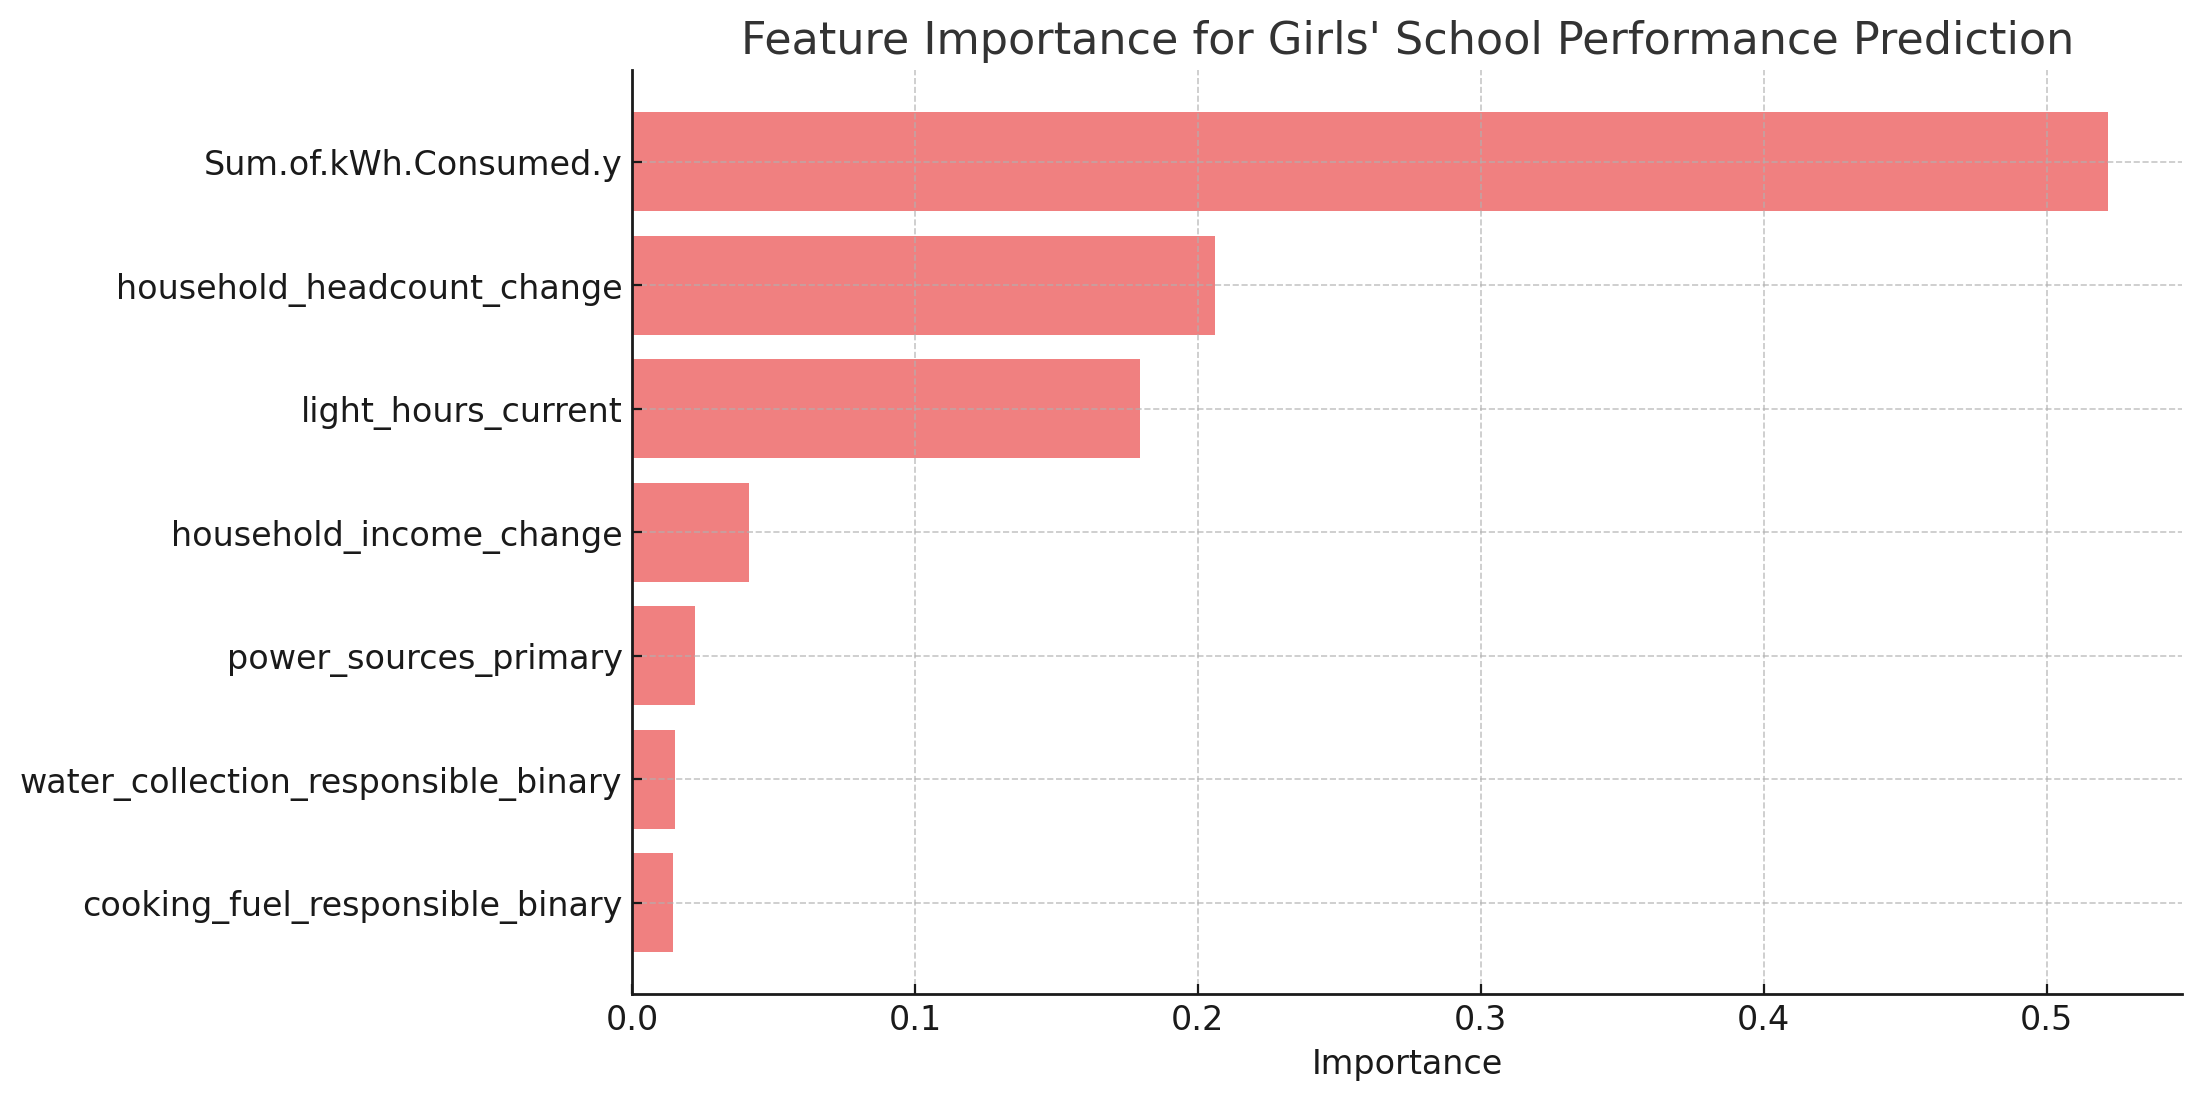 Feature Importance for Girls' School Performance Prediction
Sum.of.kWh.Consumed.y
household_headcount_change
light_hours_current
household_income_change
power_sources_primary
water_collection_responsible_binary
cooking_fuel_responsible_binary
0.0 0.1 0.2 0.3 0.4 0.5
Importance